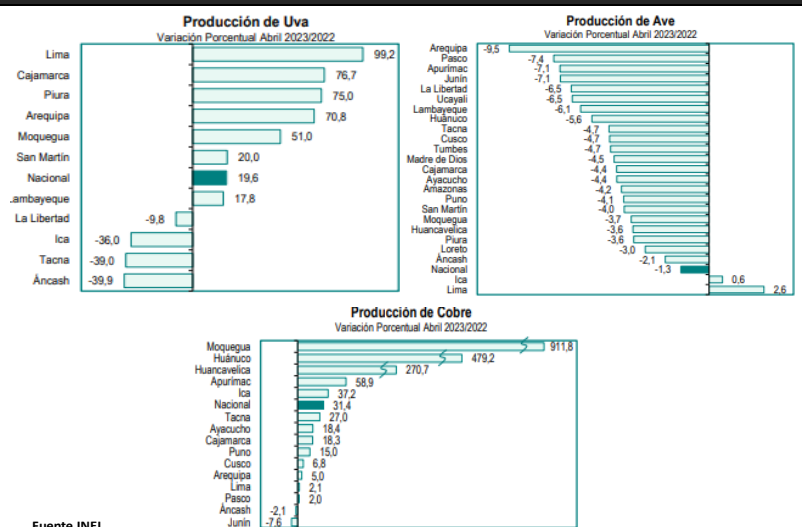 Producción de Uva
Variación Porcentual Abril 2023/2022
Lima 99,2
Cajamarca 76,7
Piura 75,0
Arequipa 70,8
Moquegua 51,0
San Martín 20,0
Nacional 19,6
Lambayeque 17,8
La Libertad -9,8
Ica -36,0
Tacna -39,0
Áncash -39,9
Producción de Ave
Variación Porcentual Abril 2023/2022
Arequipa -9,5
Pasco -7,4
Apurímac -7,1
Junín -7,1
La Libertad -6,5
Ucayali -6,5
Lambayeque -6,1
Huánuco -5,6
Tacna -4,7
Cusco -4,7
Tumbes -4,7
Madre de Dios -4,5
Cajamarca -4,4
Ayacucho -4,4
Amazonas -4,2
Puno -4,1
San Martín -4,0
Moquegua -3,7
Huancavelica -3,6
Piura -3,6
Loreto -3,0
Áncash -2,1
Nacional -1,3
Ica 0,6
Lima 2,6
Producción de Cobre
Variación Porcentual Abril 2023/2022
Moquegua 911,8
Huánuco 479,2
Huancavelica 270,7
Apurímac 58,9
Ica 37,2
Nacional 31,4
Tacna 27,0
Ayacucho 18,4
Cajamarca 18,3
Puno 15,0
Cusco 6,8
Arequipa 5,0
Lima 2,1
Pasco 2,0
Áncash -2,1
Junín -7,6
Fuente INEI